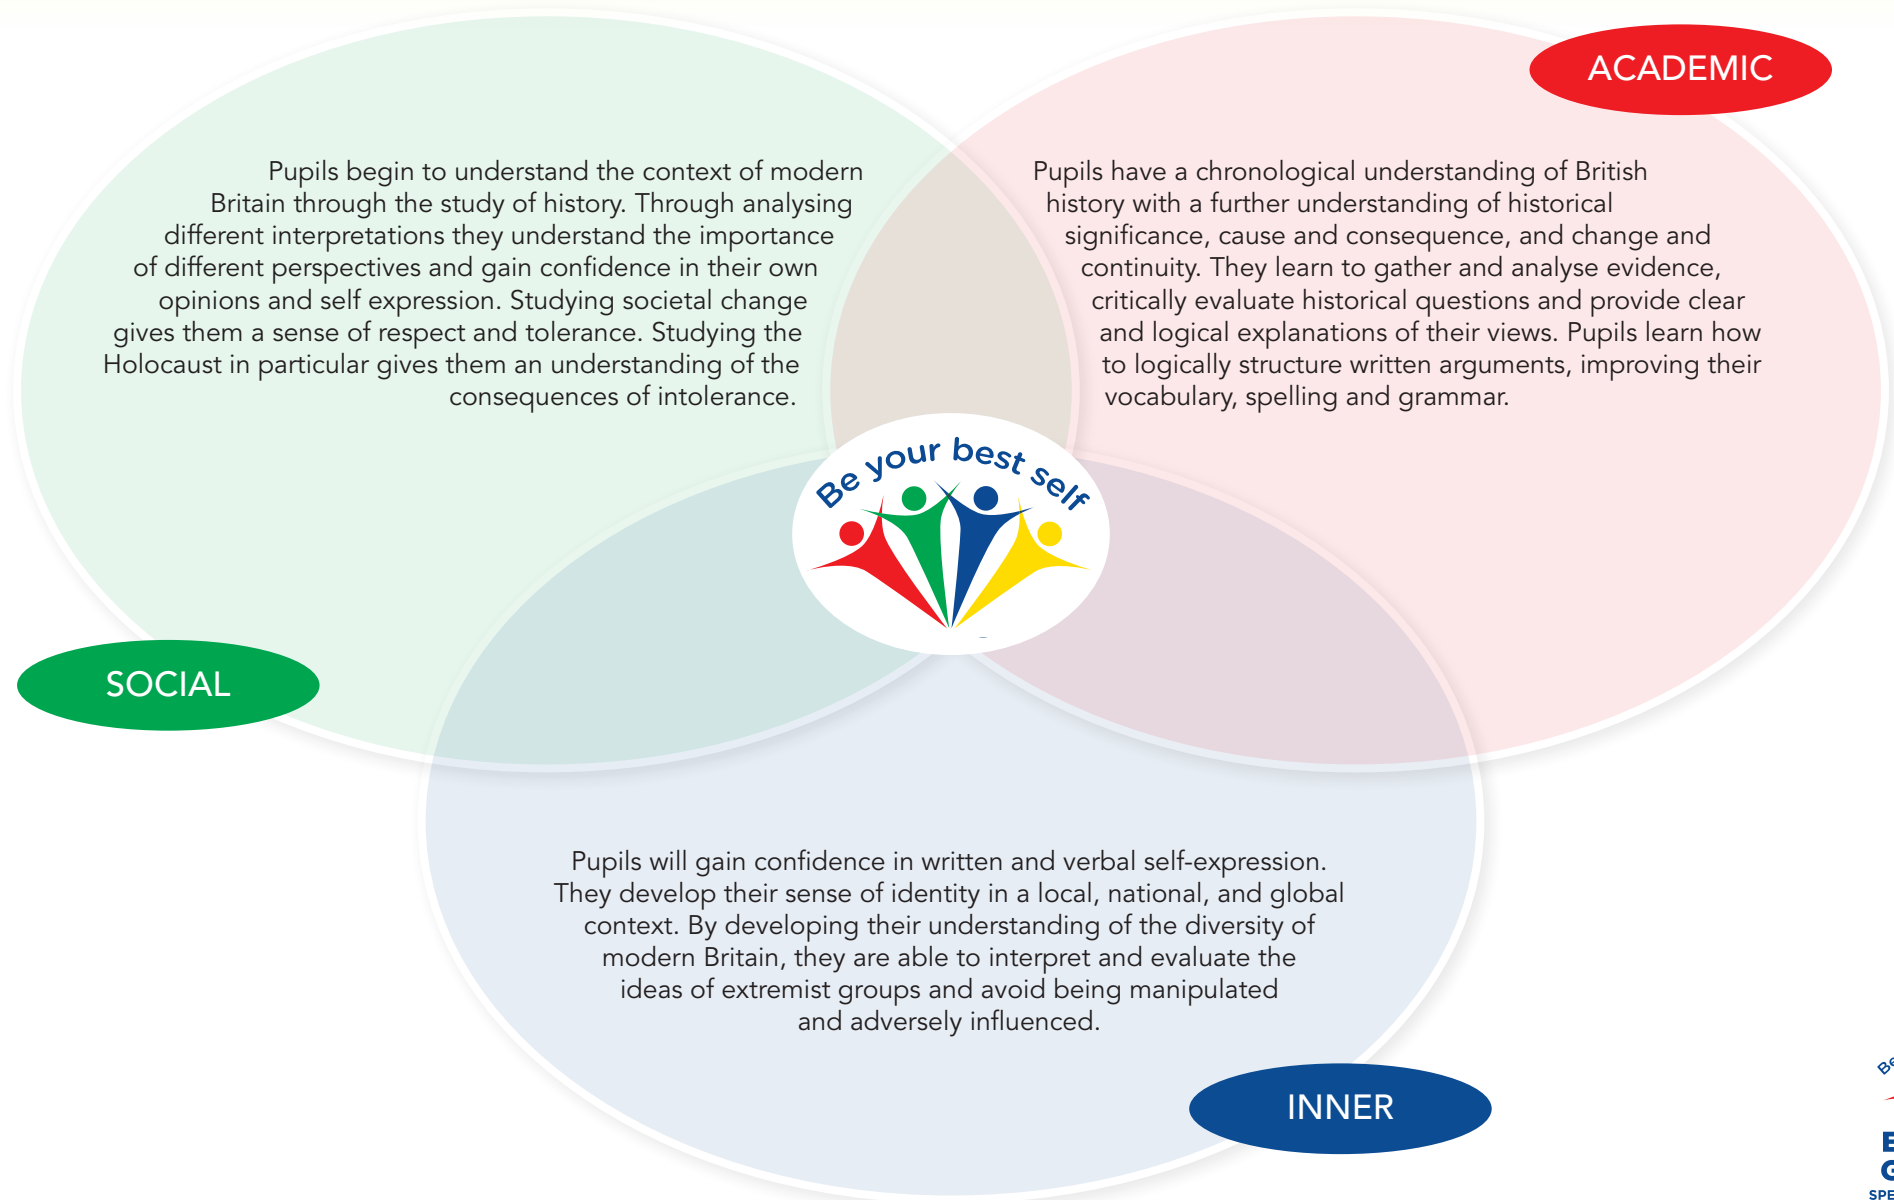 ACADEMIC
Pupils begin to understand the context of modern
Britain through the study of history. Through analysing
different interpretations they understand the importance
of different perspectives and gain confidence in their own
opinions and self expression. Studying societal change
gives them a sense of respect and tolerance. Studying the
Holocaust in particular gives them an understanding of the
consequences of intolerance.
Pupils have a chronological understanding of British
history with a further understanding of historical
significance, cause and consequence, and change and
continuity. They learn to gather and analyse evidence,
critically evaluate historical questions and provide clear
and logical explanations of their views. Pupils learn how
to logically structure written arguments, improving their
vocabulary, spelling and grammar.
Be your best self
SOCIAL
Pupils will gain confidence in written and verbal self-expression.
They develop their sense of identity in a local, national, and global
context. By developing their understanding of the diversity of
modern Britain, they are able to interpret and evaluate the
ideas of extremist groups and avoid being manipulated
and adversely influenced.
INNER
Be